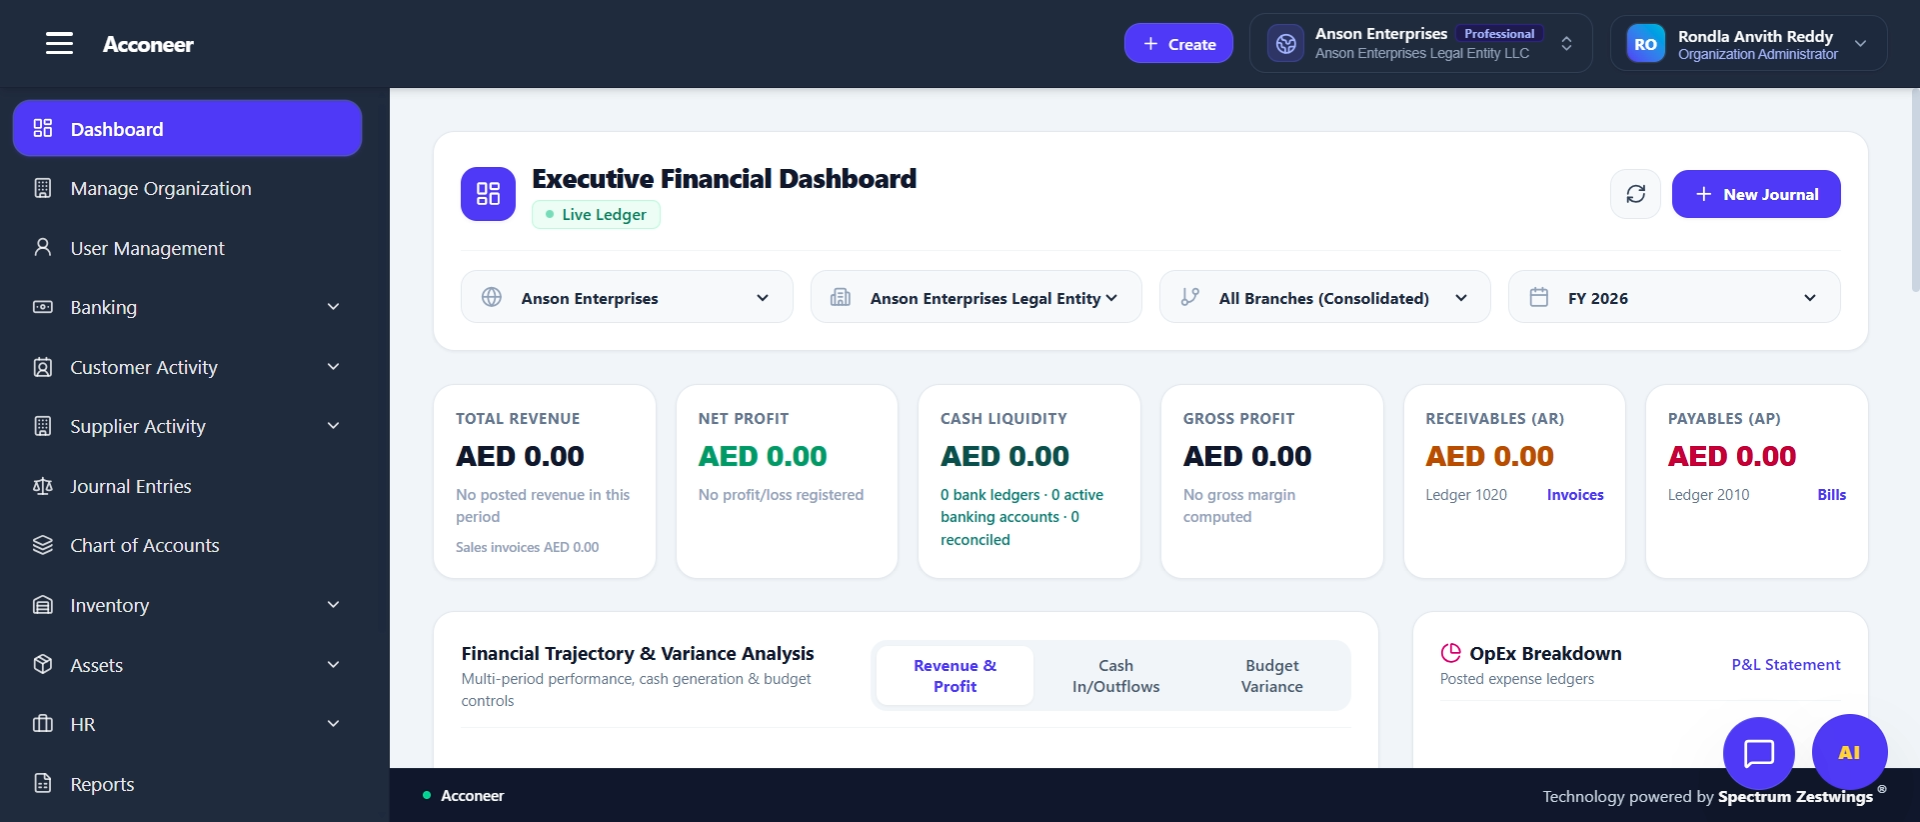 Acconeer
Create
Anson Enterprises Professional
Anson Enterprises Legal Entity LLC
RO
Rondla Anvith Reddy
Organization Administrator
Dashboard
Manage Organization
User Management
Banking
Customer Activity
Supplier Activity
Journal Entries
Chart of Accounts
Inventory
Assets
HR
Reports
Executive Financial Dashboard
Live Ledger
New Journal
Anson Enterprises
Anson Enterprises Legal Entity
All Branches (Consolidated)
FY 2026
TOTAL REVENUE
AED 0.00
No posted revenue in this
period
Sales invoices AED 0.00
NET PROFIT
AED 0.00
No profit/loss registered
CASH LIQUIDITY
AED 0.00
0 bank ledgers · 0 active
banking accounts · 0
reconciled
GROSS PROFIT
AED 0.00
No gross margin
computed
RECEIVABLES (AR)
AED 0.00
Ledger 1020 Invoices
PAYABLES (AP)
AED 0.00
Ledger 2010 Bills
Financial Trajectory & Variance Analysis
Multi-period performance, cash generation & budget
controls
Revenue &
Profit
Cash
In/Outflows
Budget
Variance
OpEx Breakdown
Posted expense ledgers
P&L Statement
AI
Acconeer
Technology powered by Spectrum Zestwings ®